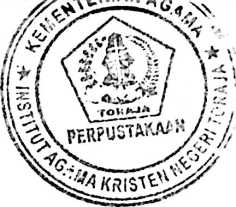 KEMENTERIAN AGAMA
TORAJA
PERPUSTAKAAN
INSTITUT AGAMA KRISTEN NEGERI TORAJA